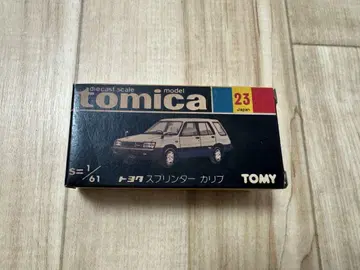 diecast scale model
tomica
23
Japan
S=1/61
トヨタ スプリンター カリブ
TOMY